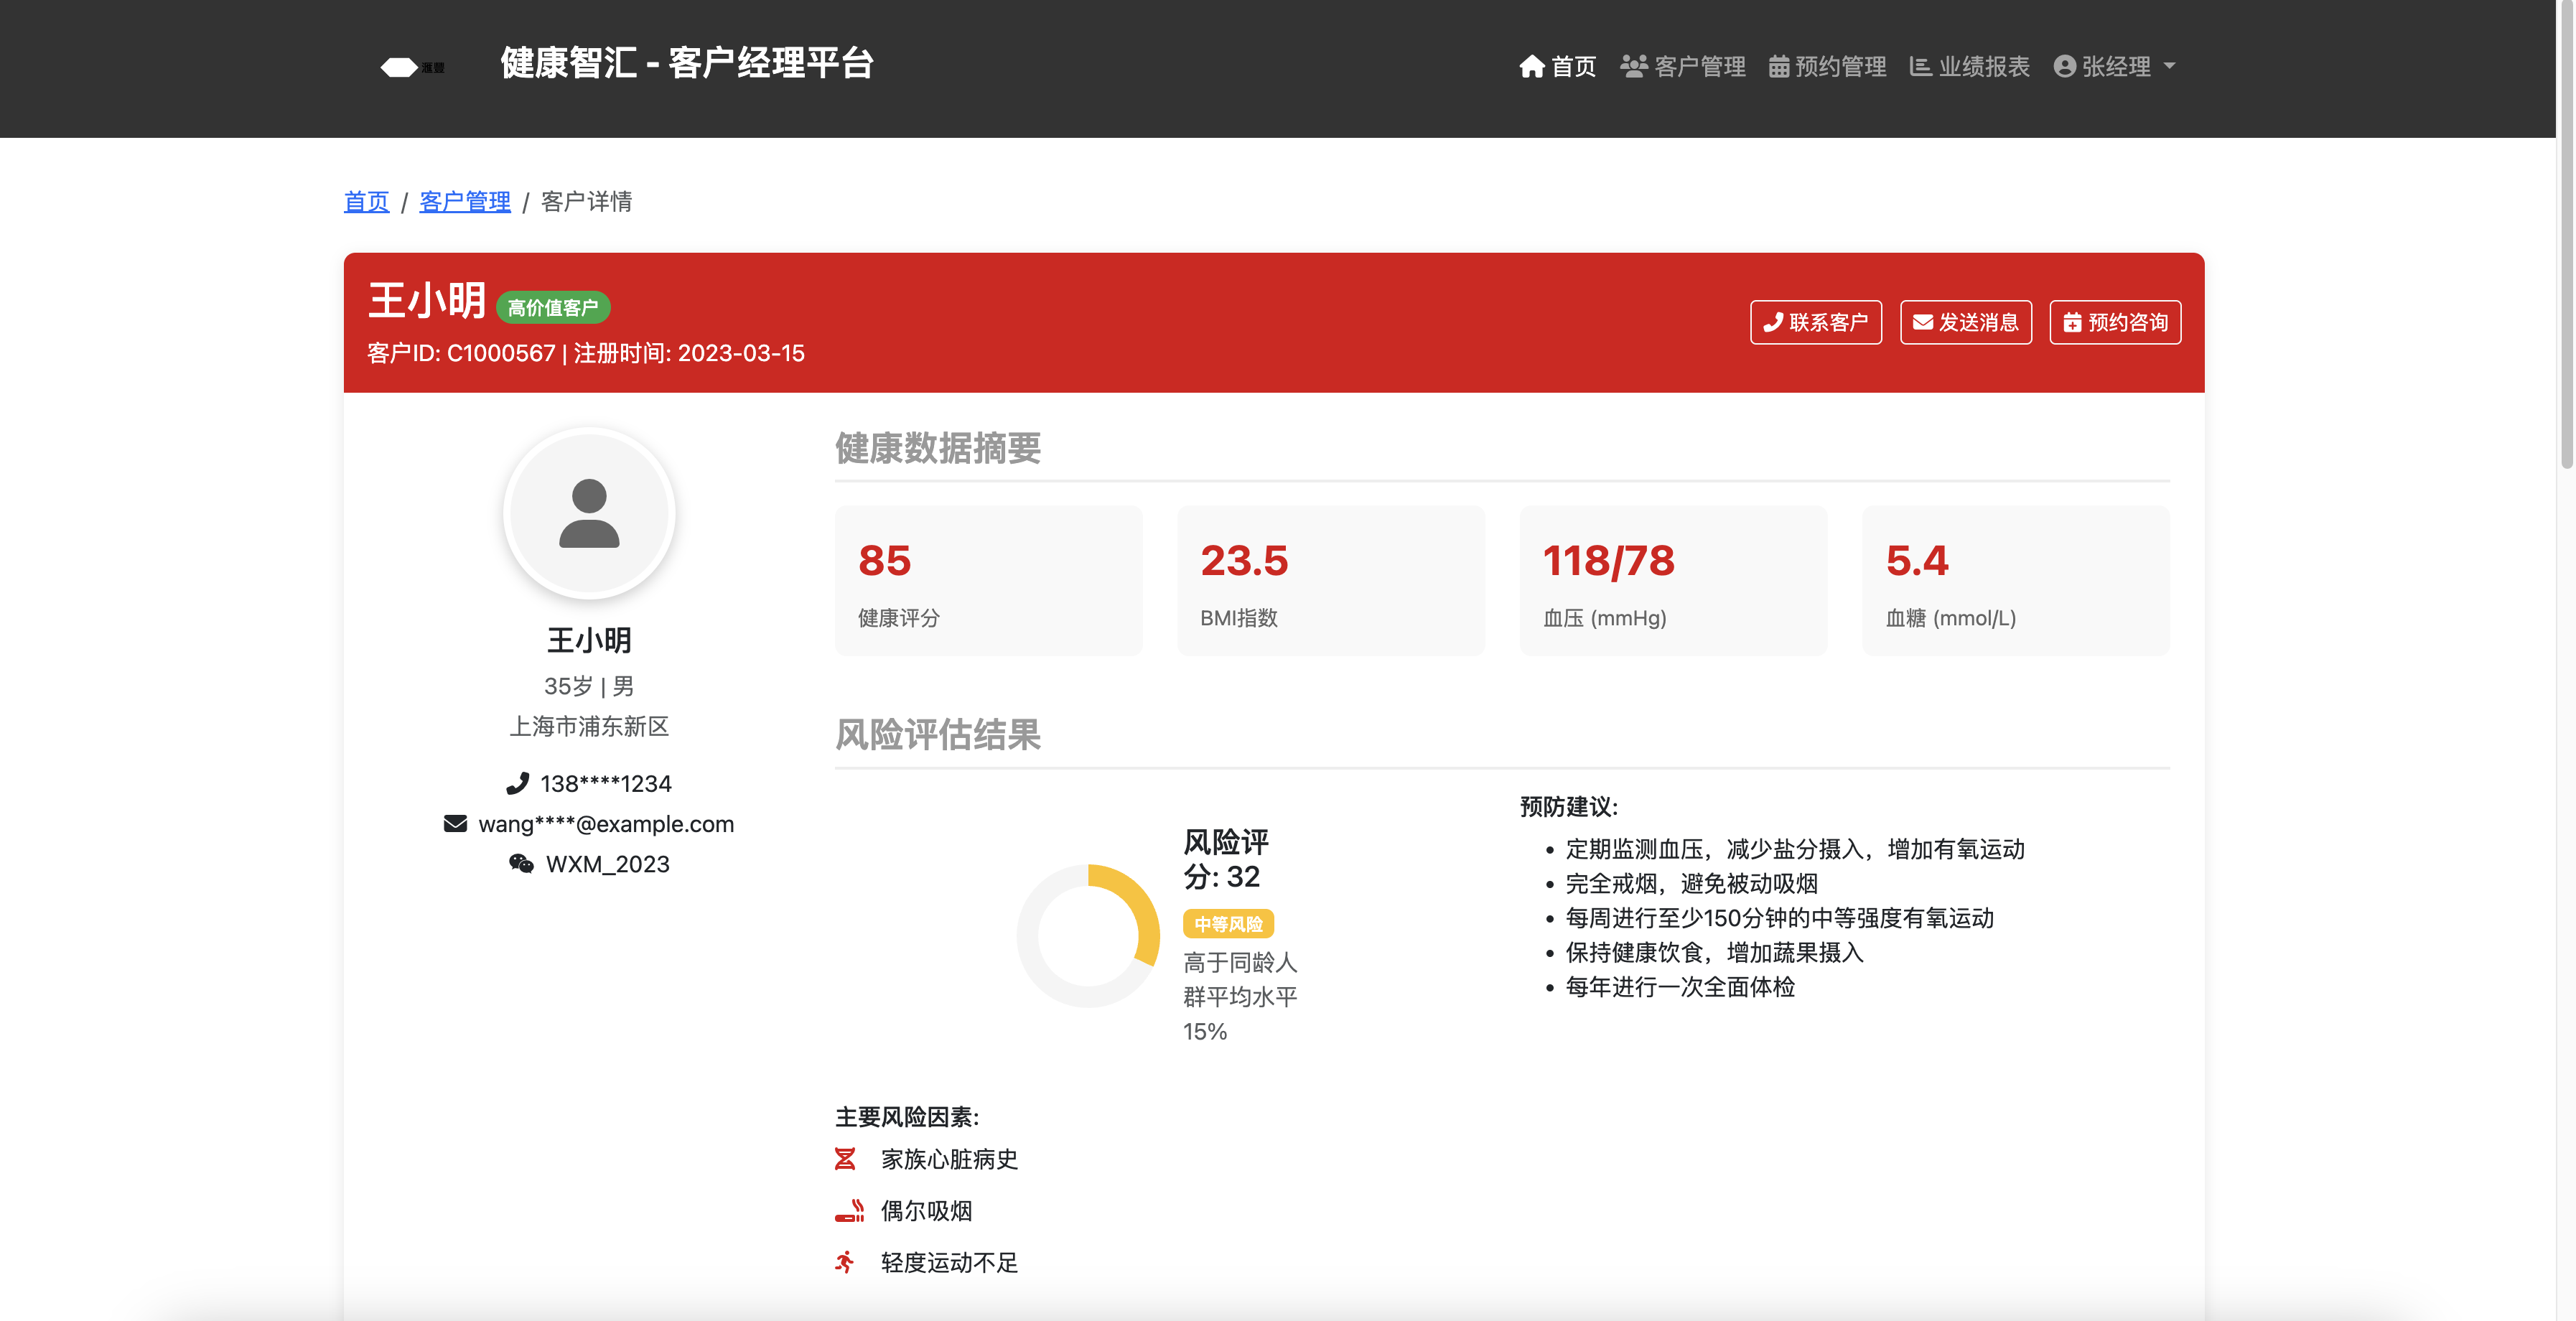 滙豐
健康智汇 - 客户经理平台
首页 客户管理 预约管理 业绩报表 张经理
首页 / 客户管理 / 客户详情
王小明 高价值客户
客户ID: C1000567 | 注册时间: 2023-03-15
联系客户 发送消息 预约咨询
王小明
35岁 | 男
上海市浦东新区
138****1234
wang****@example.com
WXM_2023
健康数据摘要
85
健康评分
23.5
BMI指数
118/78
血压 (mmHg)
5.4
血糖 (mmol/L)
风险评估结果
风险评
分: 32
中等风险
高于同龄人
群平均水平
15%
预防建议:
定期监测血压，减少盐分摄入，增加有氧运动
完全戒烟，避免被动吸烟
每周进行至少150分钟的中等强度有氧运动
保持健康饮食，增加蔬果摄入
每年进行一次全面体检
主要风险因素:
家族心脏病史
偶尔吸烟
轻度运动不足